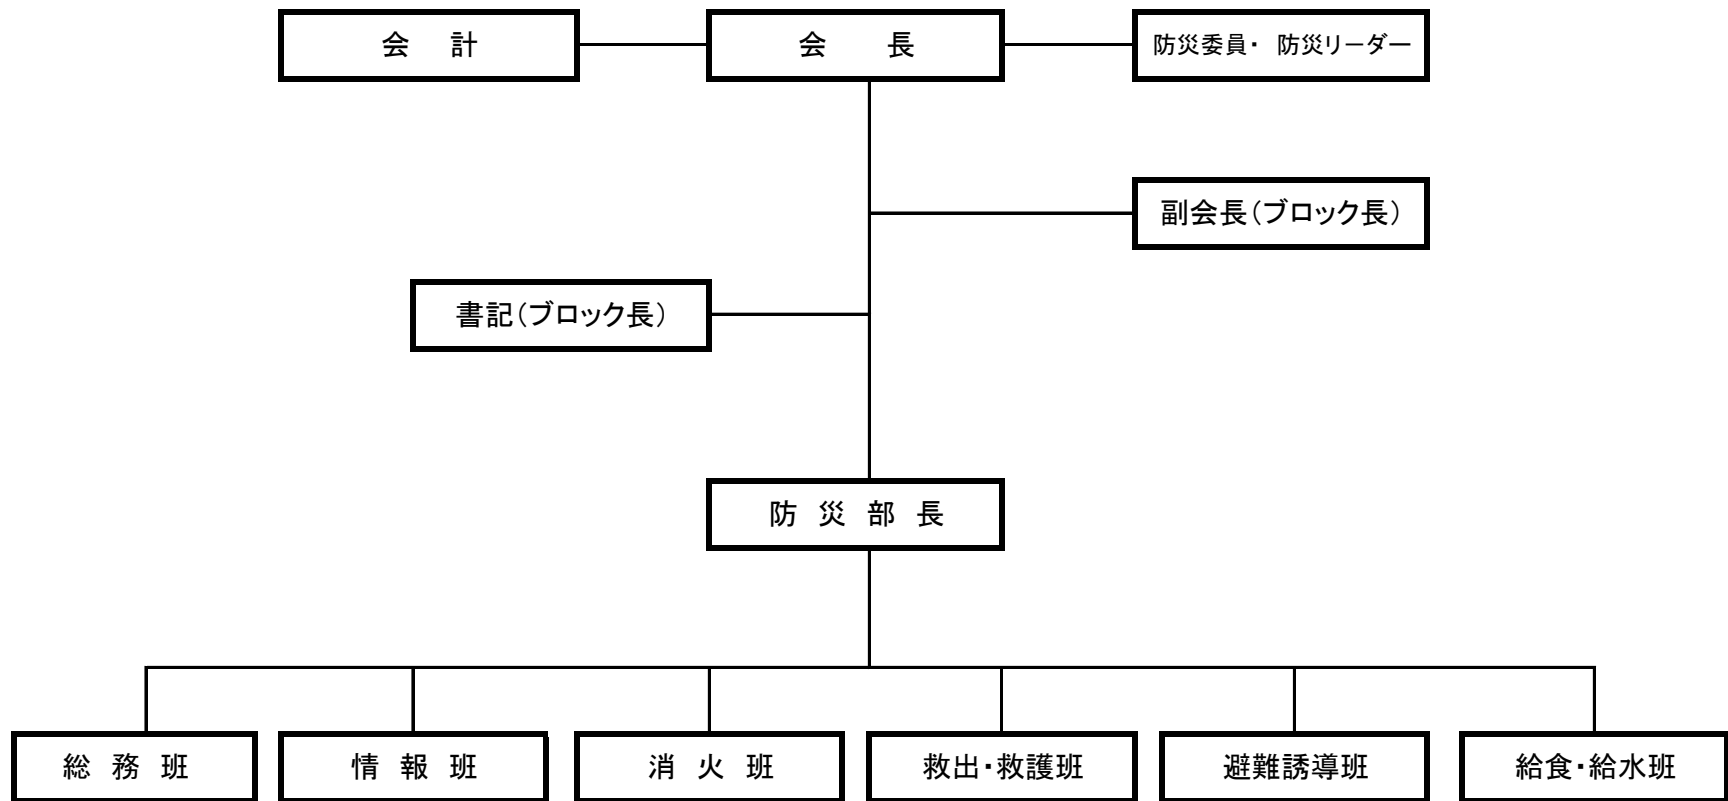 会 計
会 長
防災委員・ 防災リーダー
副会長(ブロック長)
書記(ブロック長)
防 災 部 長
総 務 班
情 報 班
消 火 班
救出・救護班
避難誘導班
給食・給水班